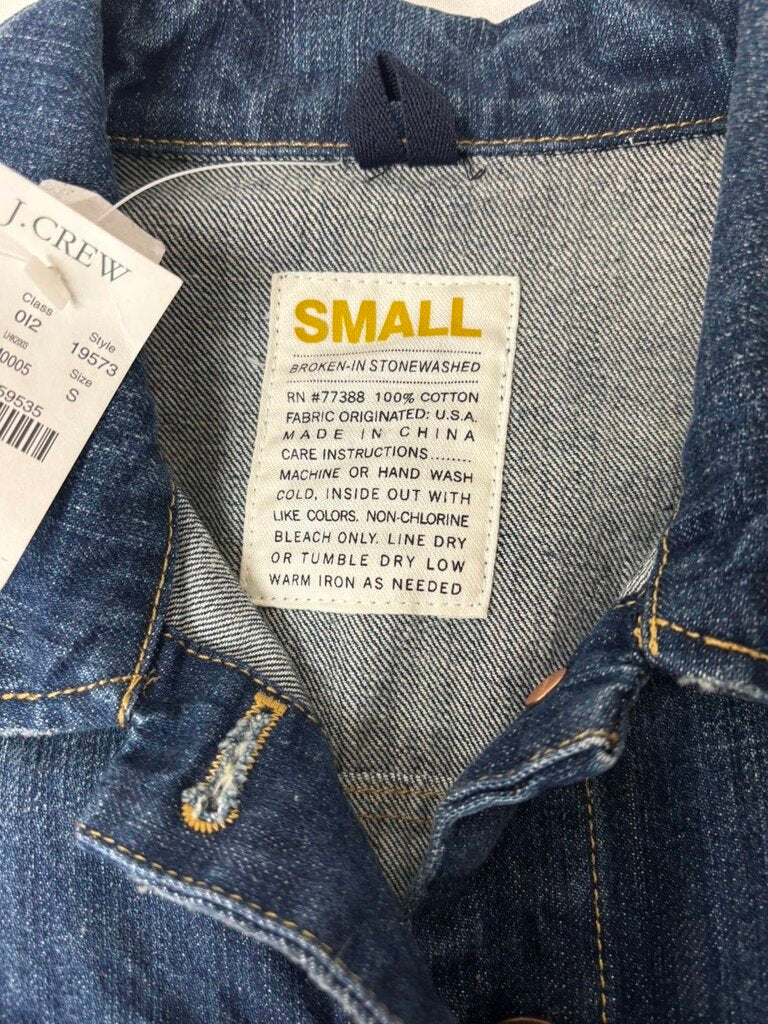 J.CREW
Class
012
Style
19573
LHN2003
Size
S
0005
59535
SMALL
BROKEN-IN STONEWASHED
RN #77388 100% COTTON
FABRIC ORIGINATED: U.S.A.
MADE IN CHINA
CARE INSTRUCTIONS........
MACHINE OR HAND WASH
COLD, INSIDE OUT WITH
LIKE COLORS. NON-CHLORINE
BLEACH ONLY. LINE DRY
OR TUMBLE DRY LOW
WARM IRON AS NEEDED